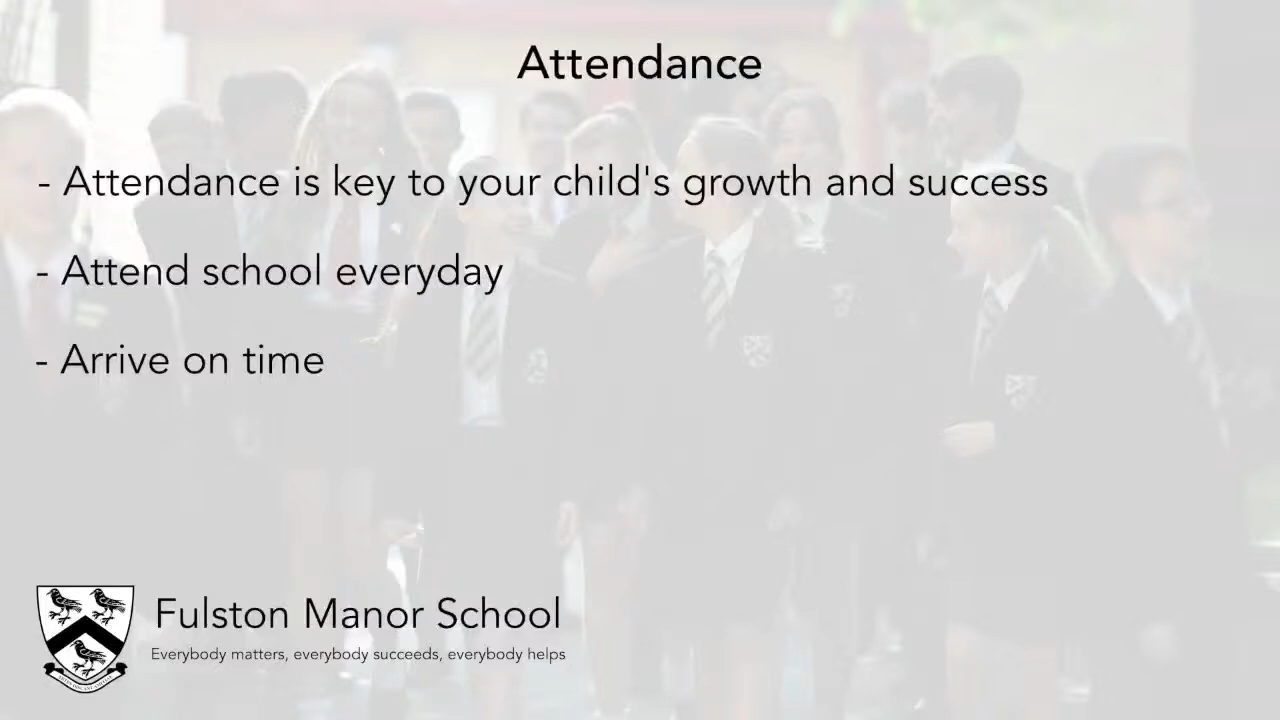 Attendance
- Attendance is key to your child's growth and success
- Attend school everyday
- Arrive on time
Fulston Manor School
Everybody matters, everybody succeeds, everybody helps